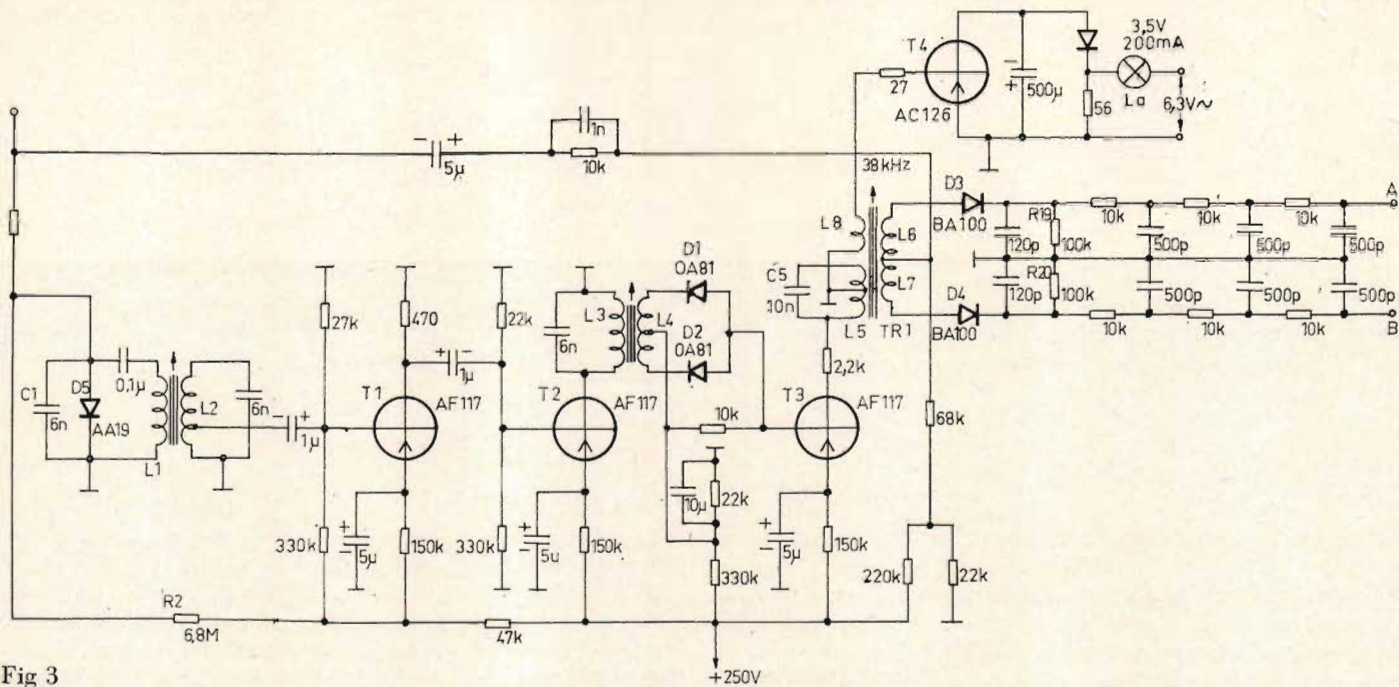 3,5V
200mA
T4
27
500µ
La
56
6,3V~
AC126
1n
5µ
10k
38kHz
D3
BA100
L8
L6
L7
C5
10n
L5
TR1
D4
BA100
120p
R19
100k
10k
10k
10k
500p
500p
500p
A
120p
R20
100k
500p
500p
500p
10k
10k
10k
B
27k
470
22k
6n
L3
L4
D1
OA81
D2
OA81
2,2k
C1
6n
D5
AA19
0,1µ
L1
L2
6n
1µ
T1
AF117
1µ
T2
AF117
10k
T3
AF117
68k
10µ
22k
330k
5µ
150k
330k
5u
150k
330k
5µ
150k
220k
22k
R2
6,8M
47k
+250V
Fig 3